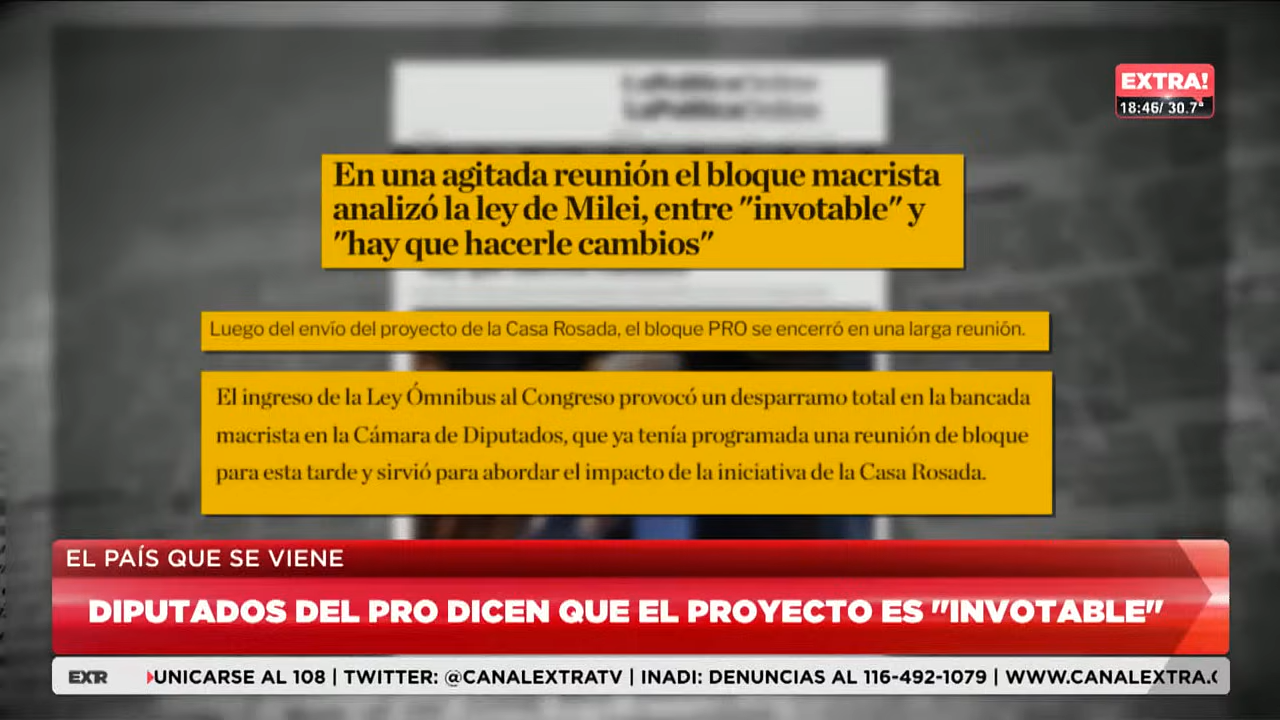 LaPolíticaOnline
LaPolíticaOnline
EXTRA!
18:46/ 30.7°
En una agitada reunión el bloque macrista
analizó la ley de Milei, entre "invotable" y
"hay que hacerle cambios"
Luego del envío del proyecto de la Casa Rosada, el bloque PRO se encerró en una larga reunión.
El ingreso de la Ley Ómnibus al Congreso provocó un desparramo total en la bancada
macrista en la Cámara de Diputados, que ya tenía programada una reunión de bloque
para esta tarde y sirvió para abordar el impacto de la iniciativa de la Casa Rosada.
EL PAÍS QUE SE VIENE
DIPUTADOS DEL PRO DICEN QUE EL PROYECTO ES "INVOTABLE"
EXTR UNICARSE AL 108 | TWITTER: @CANALEXTRATV | INADI: DENUNCIAS AL 116-492-1079 | WWW.CANALEXTRA.